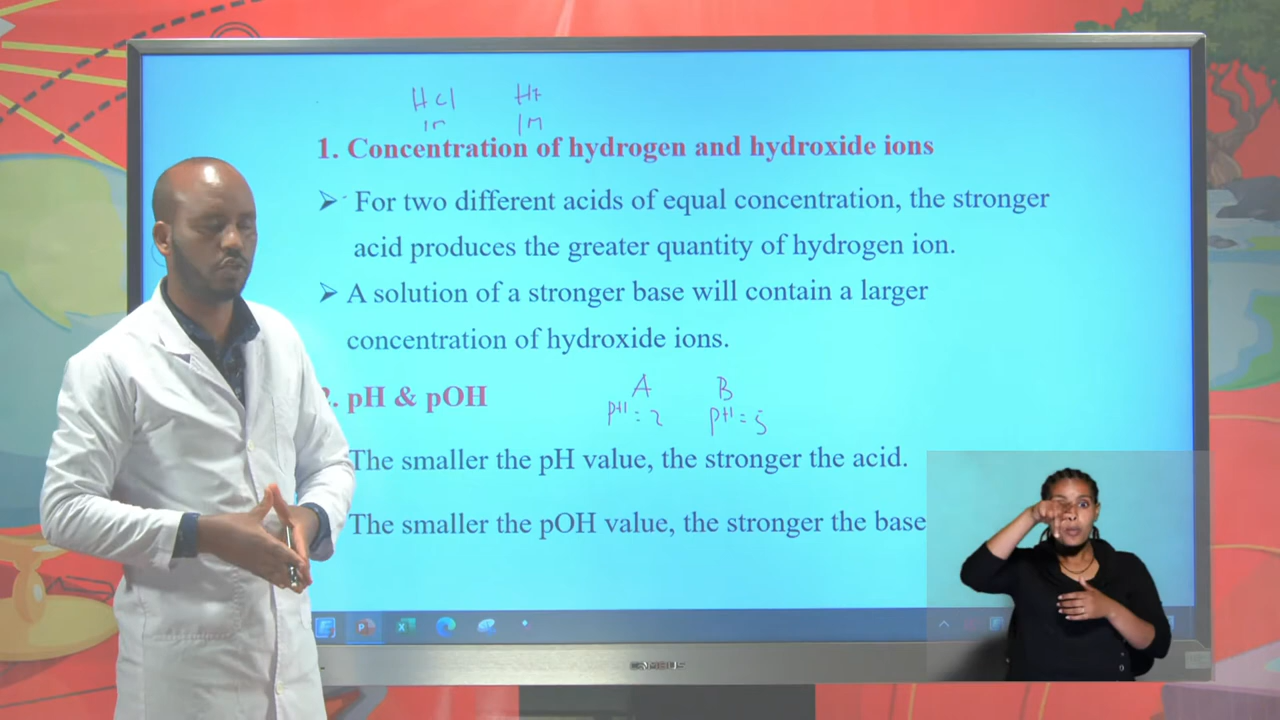 HCl HF
1M 1M
1. Concentration of hydrogen and hydroxide ions
For two different acids of equal concentration, the stronger
acid produces the greater quantity of hydrogen ion.
A solution of a stronger base will contain a larger
concentration of hydroxide ions.
2. pH & pOH
A B
pH = 2 pH = 5
The smaller the pH value, the stronger the acid.
The smaller the pOH value, the stronger the base